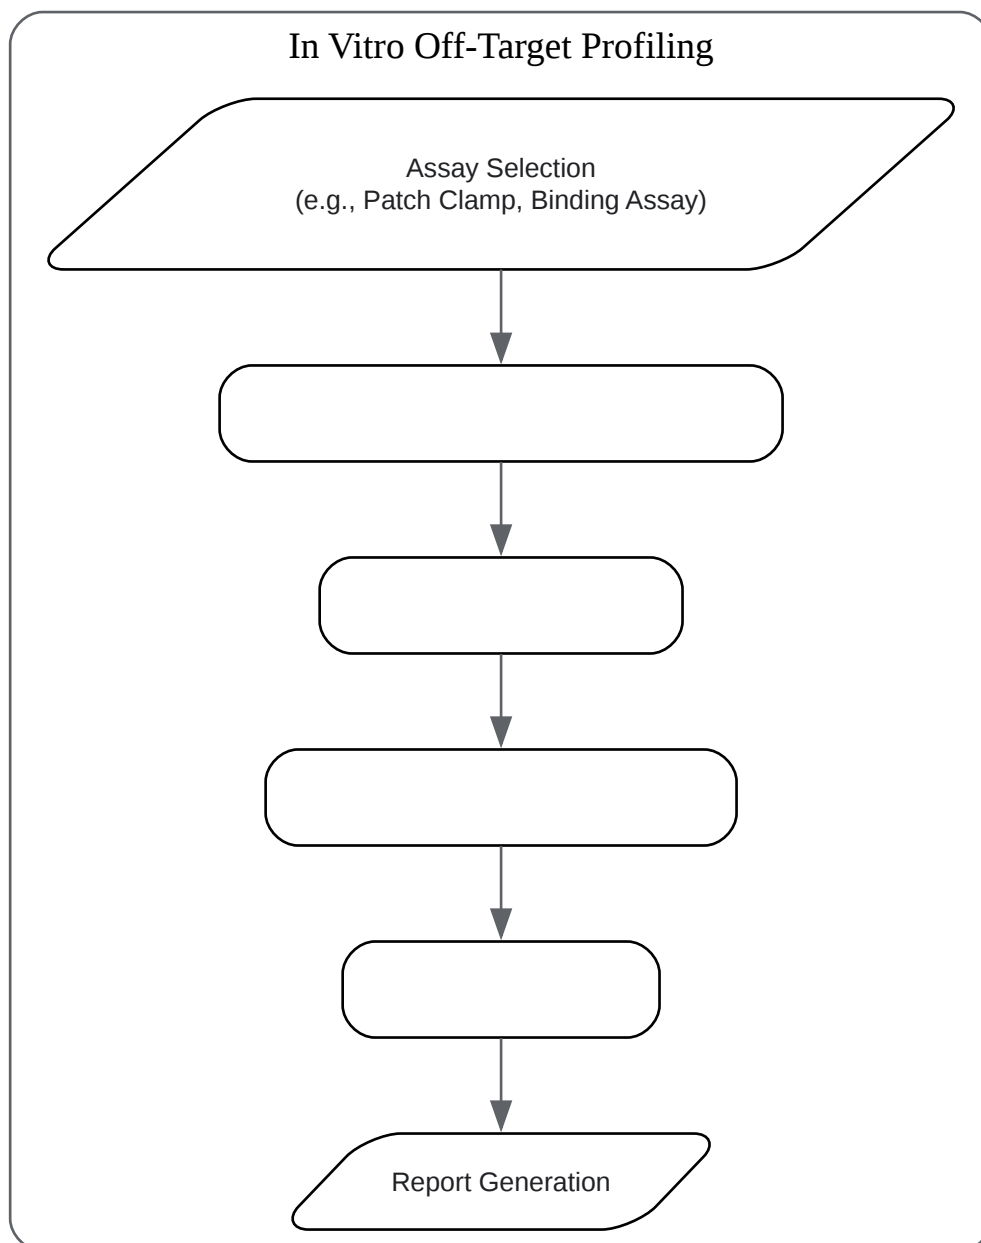 In Vitro Off-Target Profiling
Assay Selection
(e.g., Patch Clamp, Binding Assay)
Report Generation